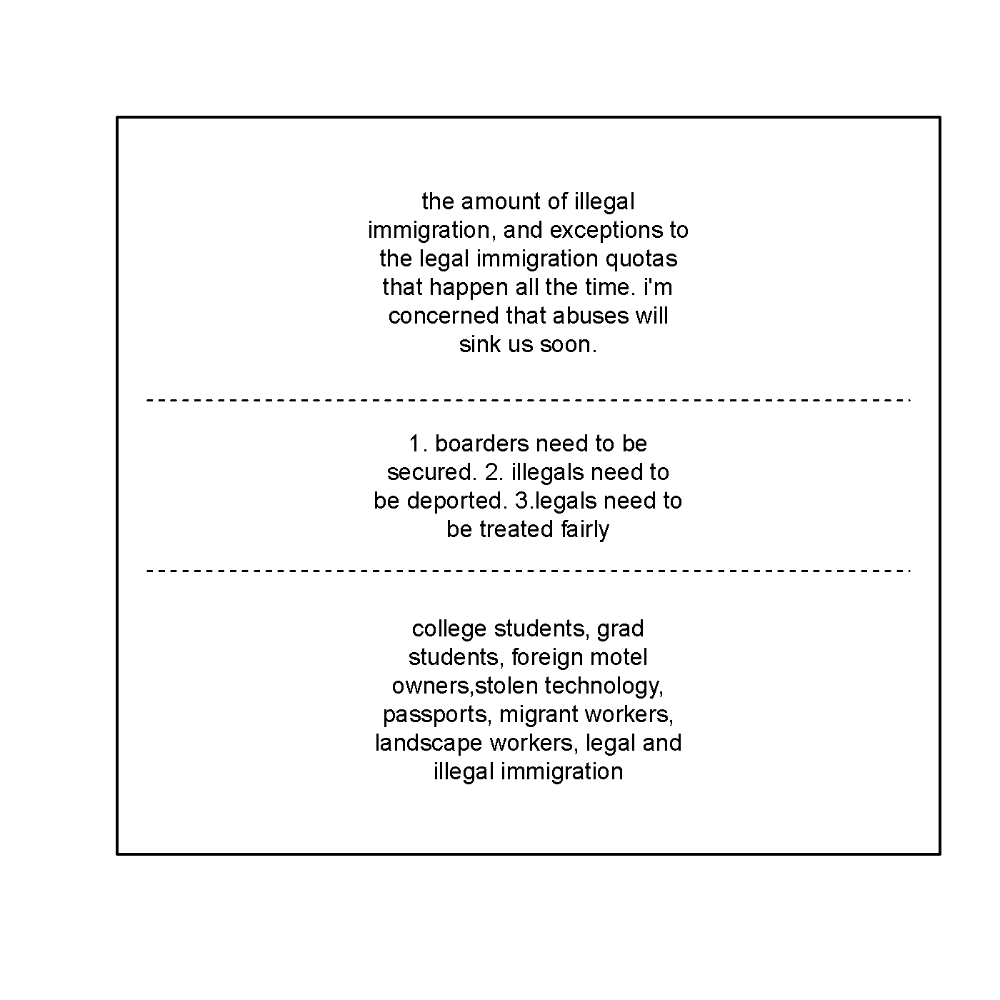 the amount of illegal
immigration, and exceptions to
the legal immigration quotas
that happen all the time. i'm
concerned that abuses will
sink us soon.
1. boarders need to be
secured. 2. illegals need to
be deported. 3.legals need to
be treated fairly
college students, grad
students, foreign motel
owners,stolen technology,
passports, migrant workers,
landscape workers, legal and
illegal immigration